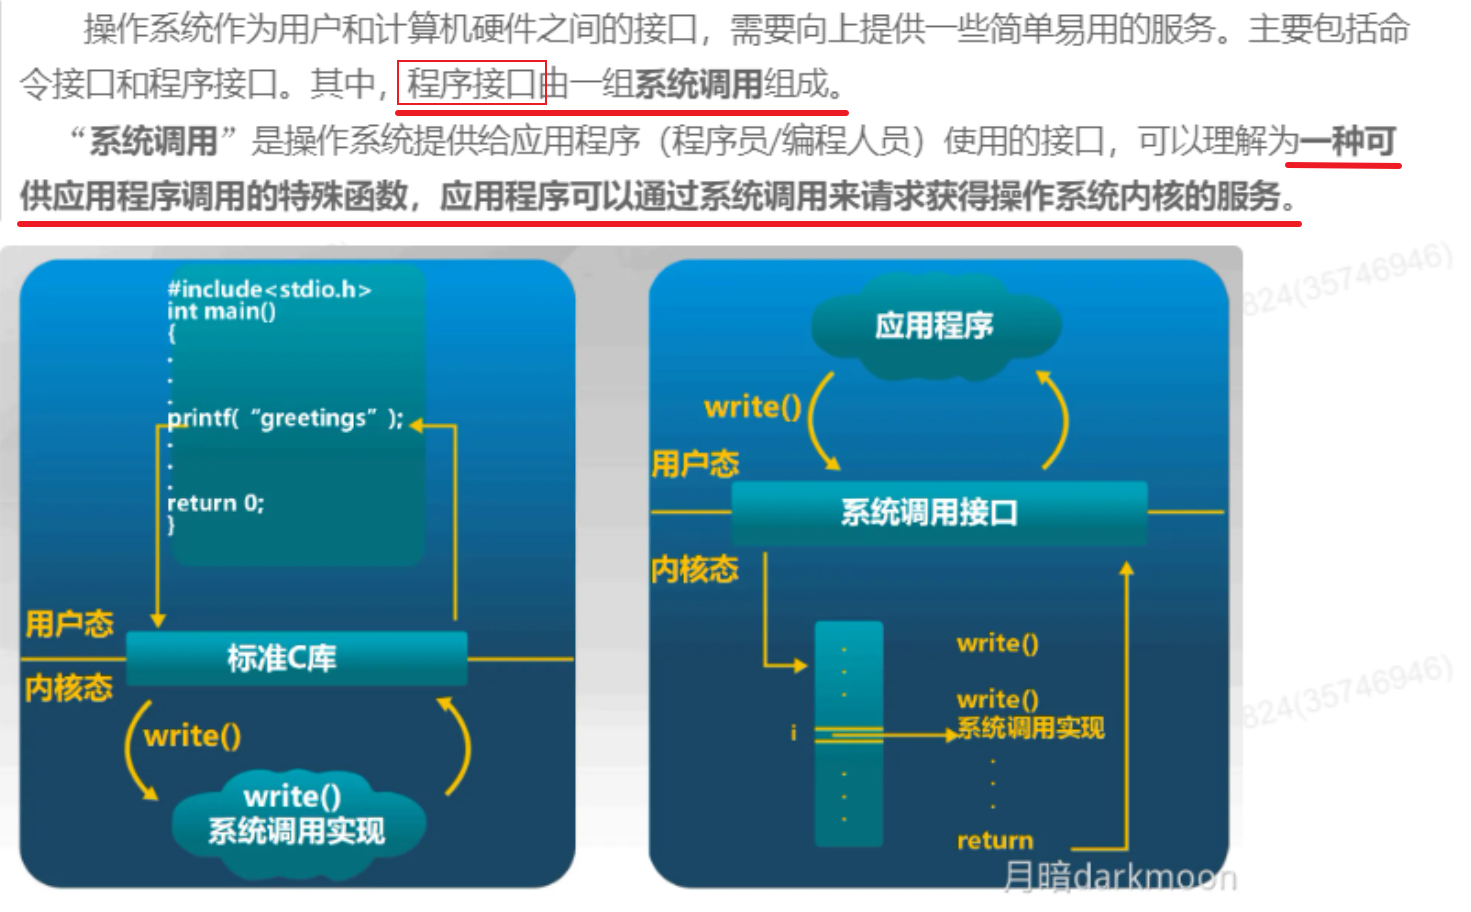 操作系统作为用户和计算机硬件之间的接口，需要向上提供一些简单易用的服务。主要包括命
令接口和程序接口。其中，程序接口由一组系统调用组成。
“系统调用”是操作系统提供给应用程序（程序员/编程人员）使用的接口，可以理解为一种可
供应用程序调用的特殊函数，应用程序可以通过系统调用来请求获得操作系统内核的服务。
#include<stdio.h>
int main()
{
.
.
.
printf( “greetings” );
.
.
.
return 0;
}
用户态
标准C库
内核态
write()
write()
系统调用实现
应用程序
write()
用户态
系统调用接口
内核态
.
.
.
i
.
.
.
write()
write()
系统调用实现
.
.
.
return
月暗darkmoon
824(35746946)
824(35746946)